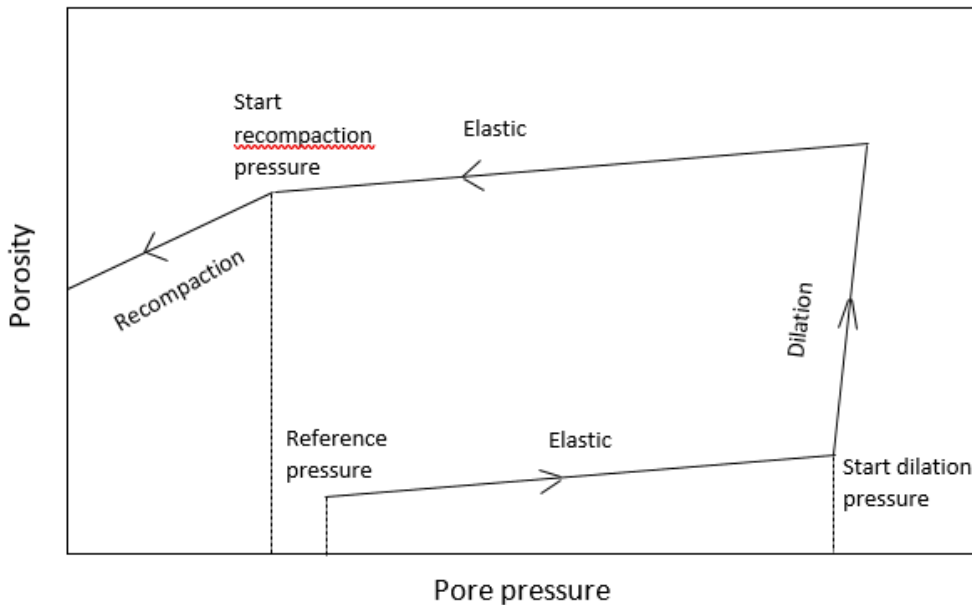 Start
recompaction
pressure
Elastic
Porosity
Recompaction
Dilation
Reference
pressure
Elastic
Start dilation
pressure
Pore pressure